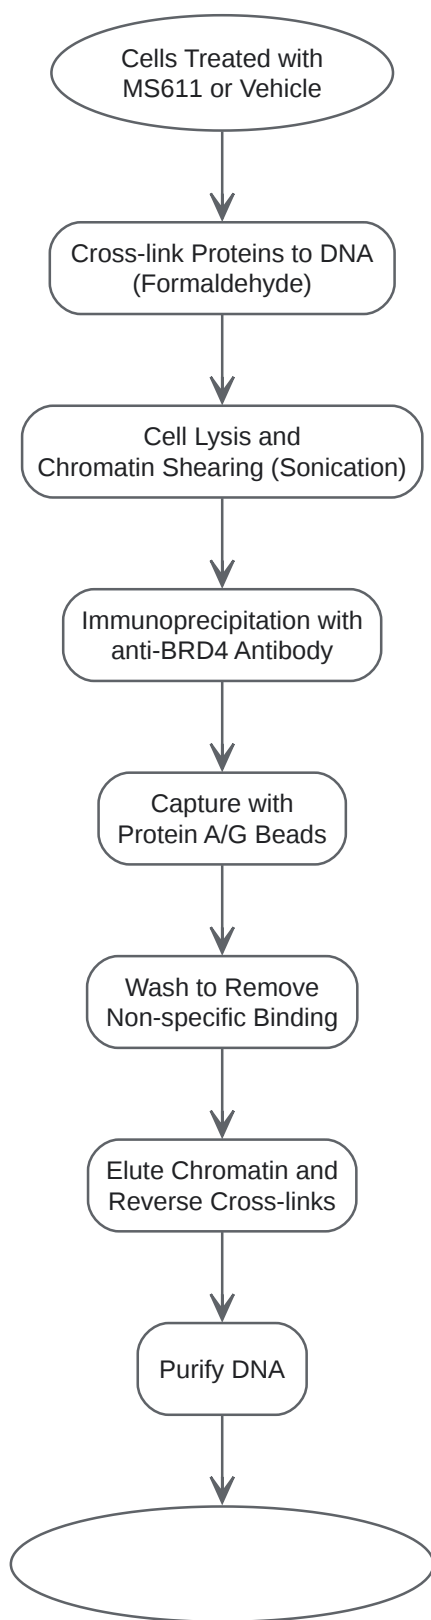 Cells Treated with
MS611 or Vehicle
Cross-link Proteins to DNA
(Formaldehyde)
Cell Lysis and
Chromatin Shearing (Sonication)
Immunoprecipitation with
anti-BRD4 Antibody
Capture with
Protein A/G Beads
Wash to Remove
Non-specific Binding
Elute Chromatin and
Reverse Cross-links
Purify DNA